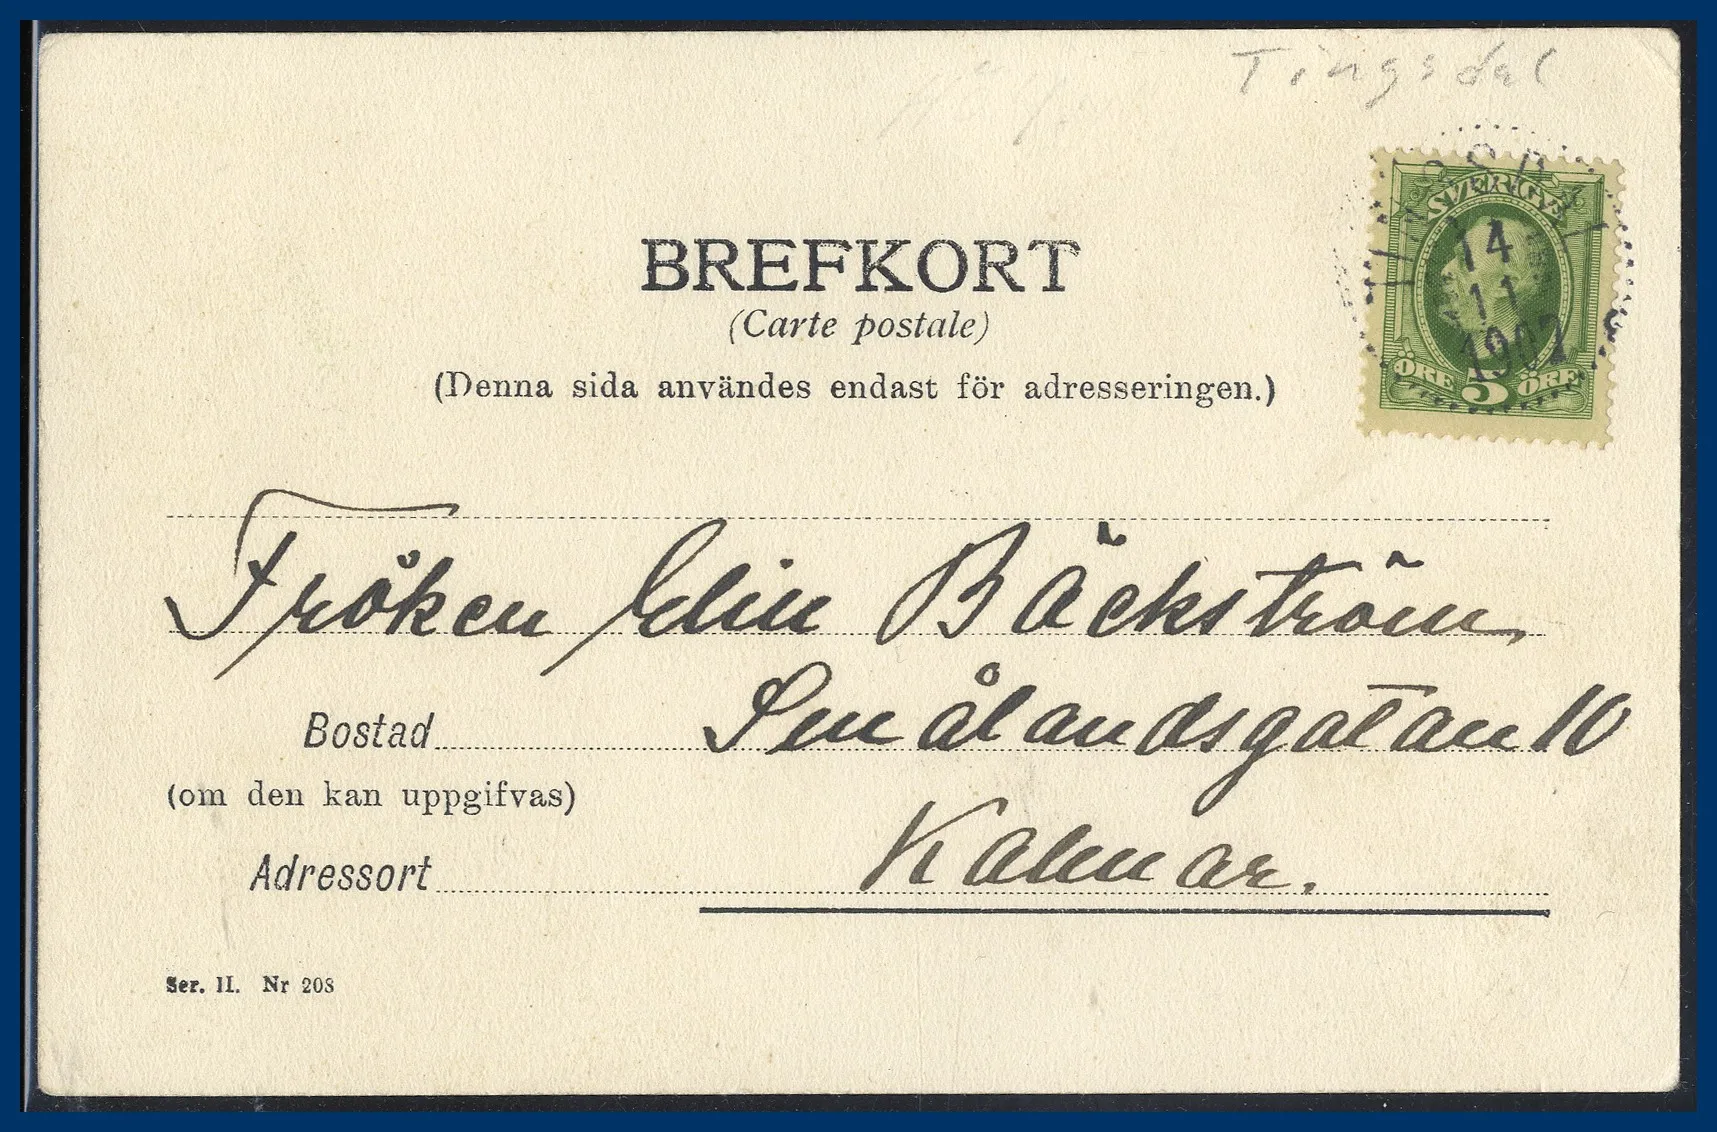 Tingsdal
BREFKORT
(Carte postale)
(Denna sida användes endast för adresseringen.)
SVERIGE
14
11
1902
ÖRE 5 ÖRE
Fröken Elin Bäckström,
Bostad Smålandsgatan 10
(om den kan uppgifvas)
Adressort Kalmar.
Ser. II. Nr 208